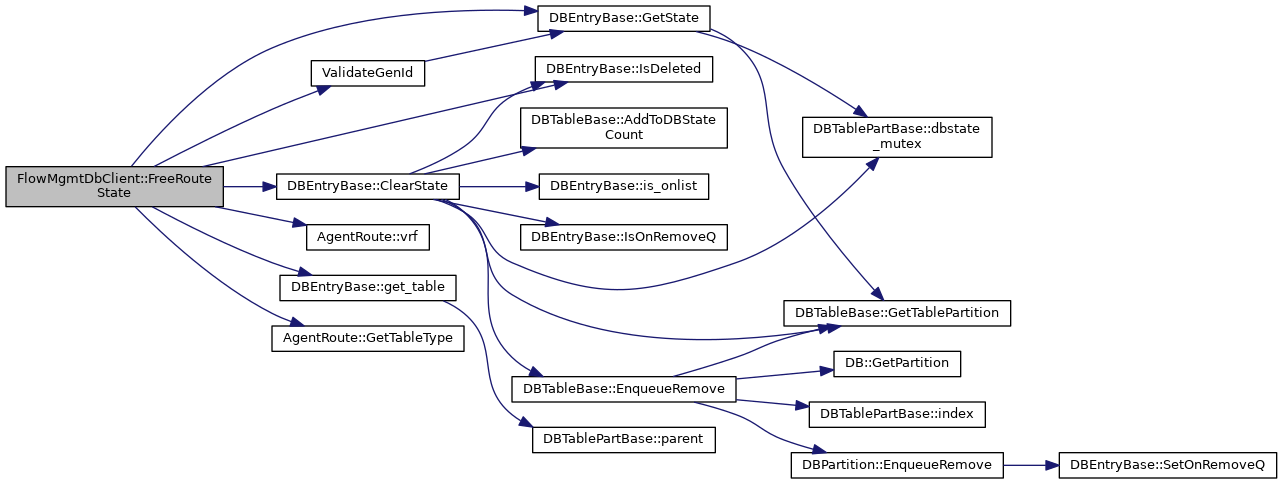 DBEntryBase::GetState
ValidateGenId
DBEntryBase::IsDeleted
DBTableBase::AddToDBState
Count
DBTablePartBase::dbstate
_mutex
FlowMgmtDbClient::FreeRoute
State
DBEntryBase::ClearState
DBEntryBase::is_onlist
AgentRoute::vrf
DBEntryBase::IsOnRemoveQ
DBEntryBase::get_table
DBTableBase::GetTablePartition
AgentRoute::GetTableType
DB::GetPartition
DBTableBase::EnqueueRemove
DBTablePartBase::index
DBTablePartBase::parent
DBPartition::EnqueueRemove
DBEntryBase::SetOnRemoveQ